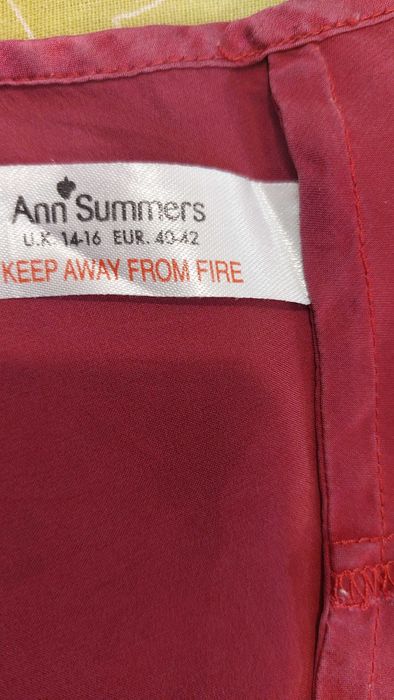 Ann Summers
U.K. 14-16 EUR. 40-42
KEEP AWAY FROM FIRE